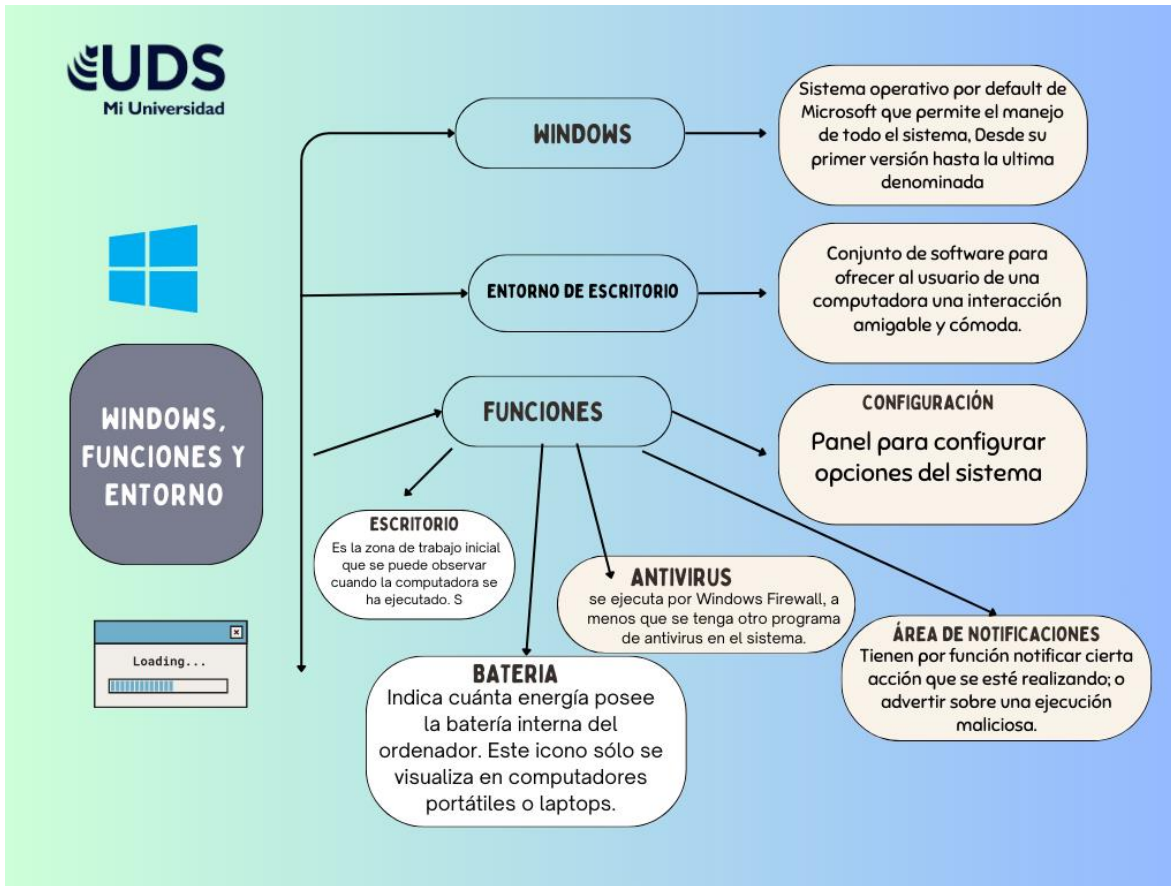 UDS
Mi Universidad
WINDOWS
Sistema operativo por default de
Microsoft que permite el manejo
de todo el sistema, Desde su
primer versión hasta la ultima
denominada
ENTORNO DE ESCRITORIO
Conjunto de software para
ofrecer al usuario de una
computadora una interacción
amigable y cómoda.
WINDOWS,
FUNCIONES Y
ENTORNO
FUNCIONES
CONFIGURACIÓN
Panel para configurar
opciones del sistema
ESCRITORIO
Es la zona de trabajo inicial
que se puede observar
cuando la computadora se
ha ejecutado. S
ANTIVIRUS
se ejecuta por Windows Firewall, a
menos que se tenga otro programa
de antivirus en el sistema.
ÁREA DE NOTIFICACIONES
Tienen por función notificar cierta
acción que se esté realizando; o
advertir sobre una ejecución
maliciosa.
Loading...
BATERIA
Indica cuánta energía posee
la batería interna del
ordenador. Este icono sólo se
visualiza en computadores
portátiles o laptops.